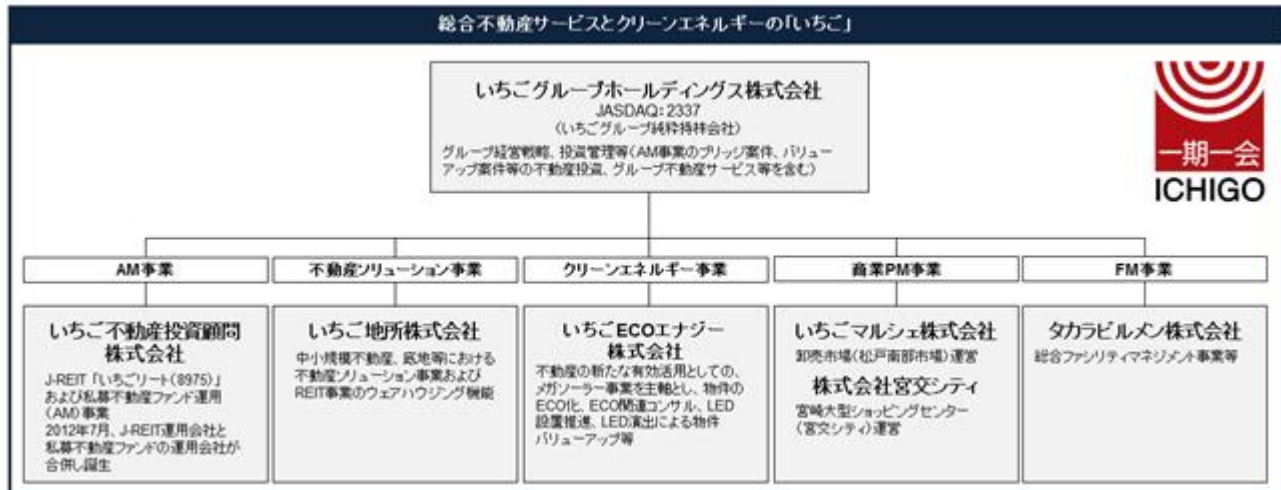 総合不動産サービスとクリーンエネルギーの「いちご」
いちごグループホールディングス株式会社
JASDAQ:2337
(いちごグループ純粋持株会社)
グループ経営戦略、投資管理等(AM事業のブリッジ案件、バリュー
アップ案件等の不動産投資、グループ不動産サービス等を含む)
一期一会
ICHIGO
AM事業
不動産ソリューション事業
クリーンエネルギー事業
商業PM事業
FM事業
いちご不動産投資顧問
株式会社
J-REIT「いちごリート(8975)」
および私募不動産ファンド運用
(AM)事業
2012年7月、J-REIT運用会社と
私募不動産ファンドの運用会社が
合併し誕生
いちご地所株式会社
中小規模不動産、底地等における
不動産ソリューション事業および
REIT事業のウェアハウジング機能
いちごECOエナジー
株式会社
不動産の新たな有効活用としての、
メガソーラー事業を主軸とし、物件の
ECO化、ECO関連コンサル、LED
設置推進、LED演出による物件
バリューアップ等
いちごマルシェ株式会社
卸売市場(松戸南部市場)運営
株式会社宮交シティ
宮崎大型ショッピングセンター
(宮交シティ)運営
タカラビルメン株式会社
総合ファシリティマネジメント事業等